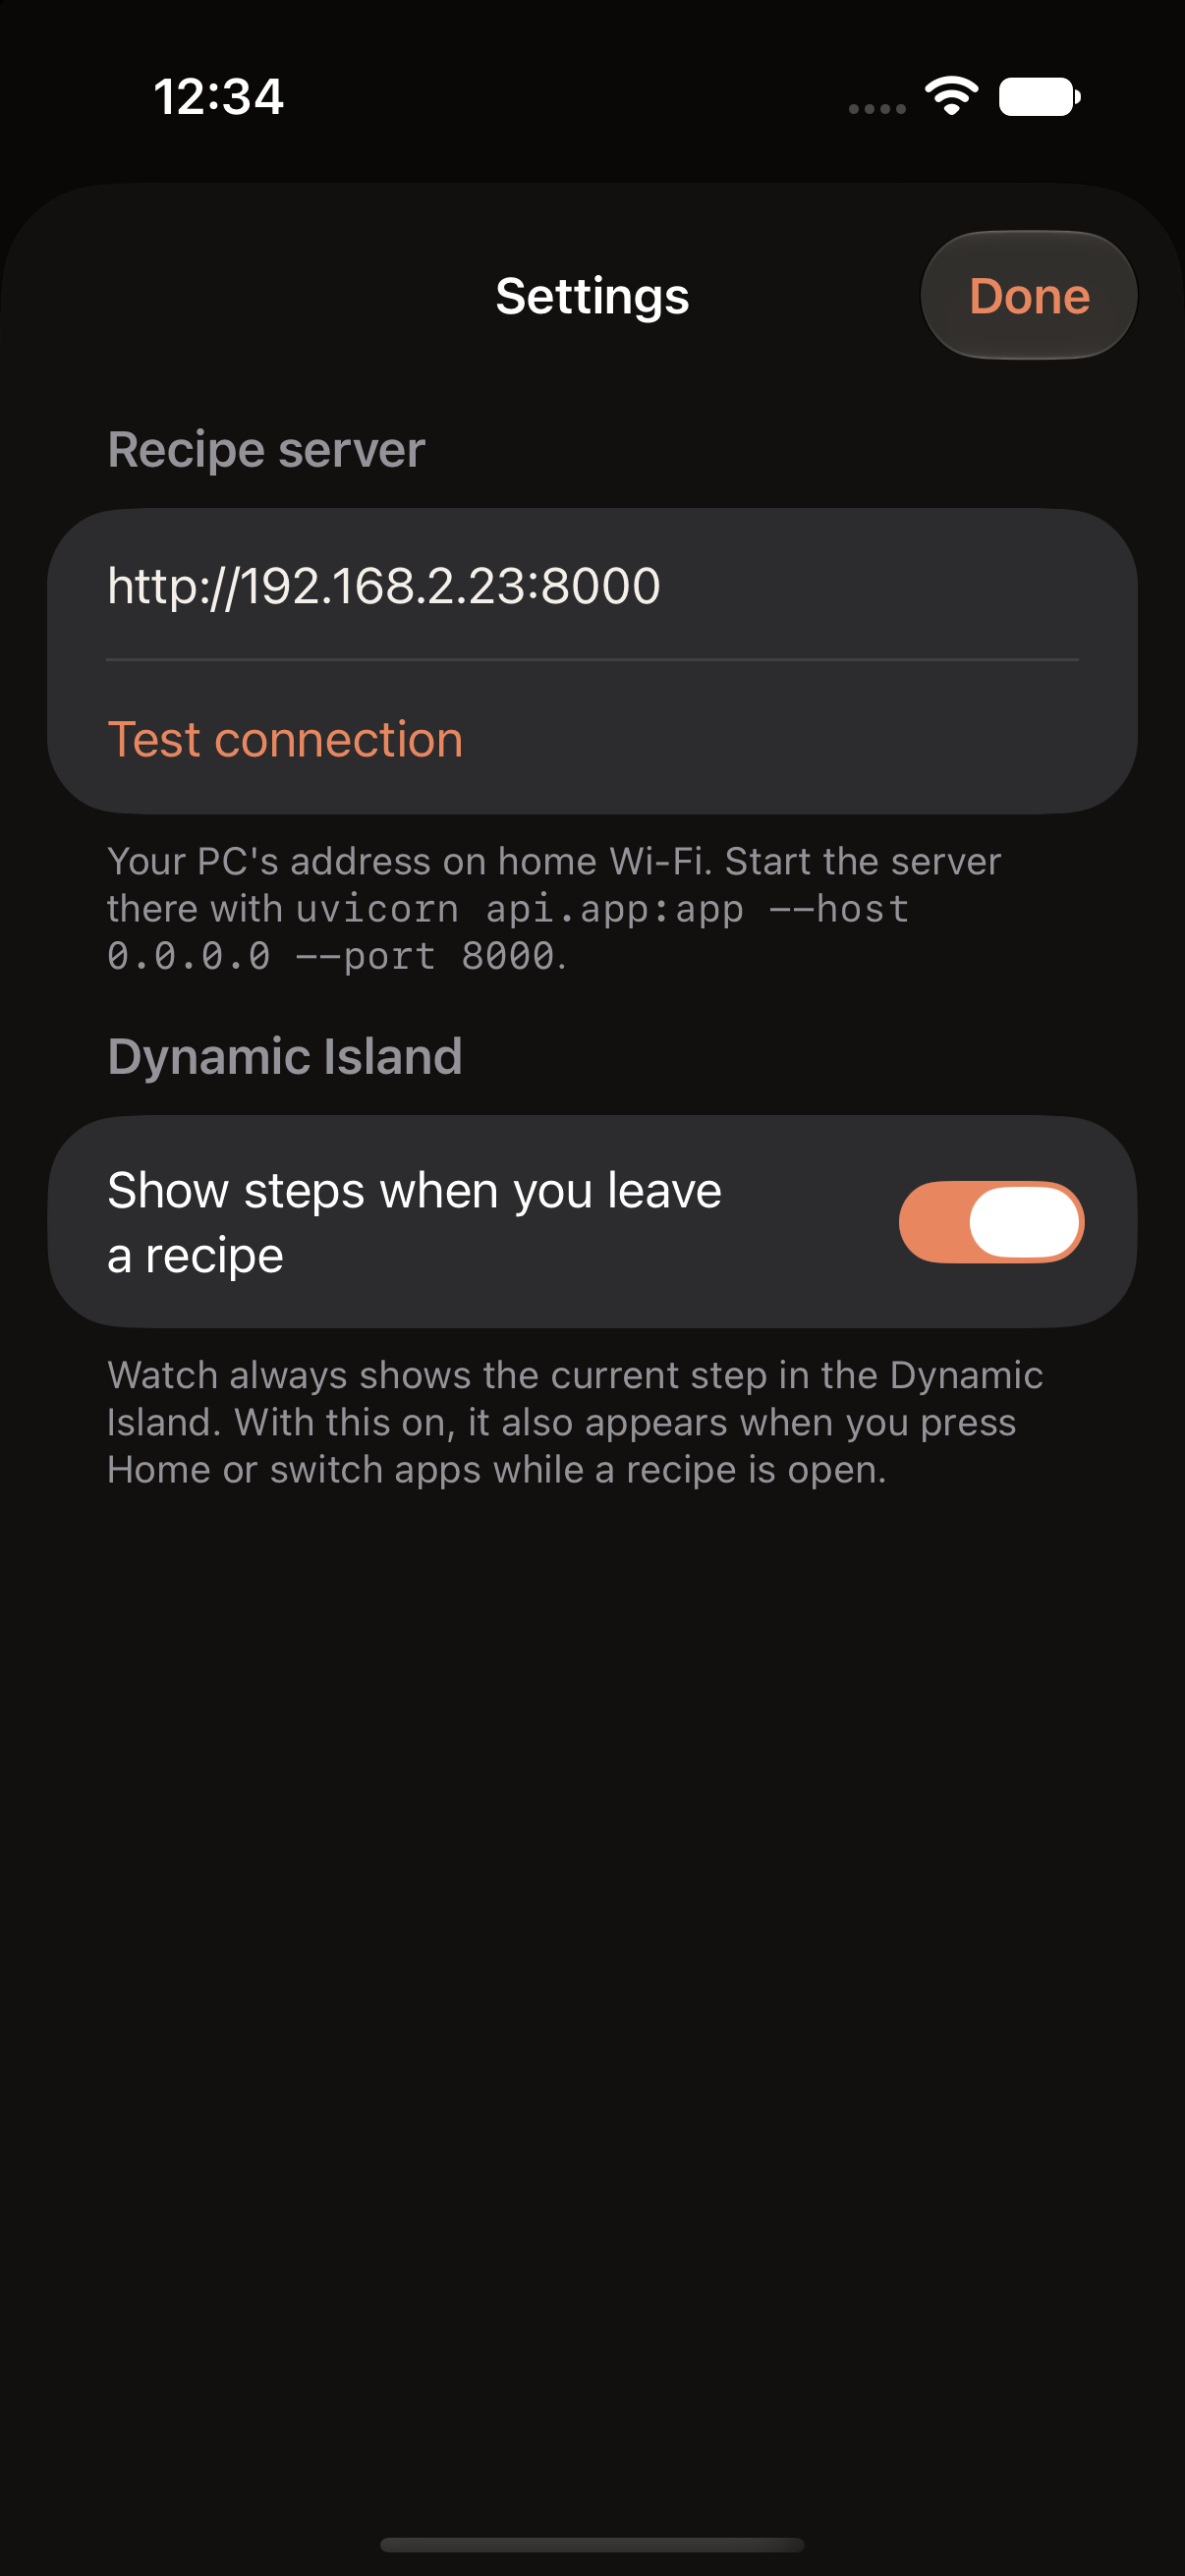 12:34
Settings
Done
Recipe server
http://192.168.2.23:8000
Test connection
Your PC's address on home Wi-Fi. Start the server
there with uvicorn api.app:app --host
0.0.0.0 --port 8000.
Dynamic Island
Show steps when you leave
a recipe
Watch always shows the current step in the Dynamic
Island. With this on, it also appears when you press
Home or switch apps while a recipe is open.